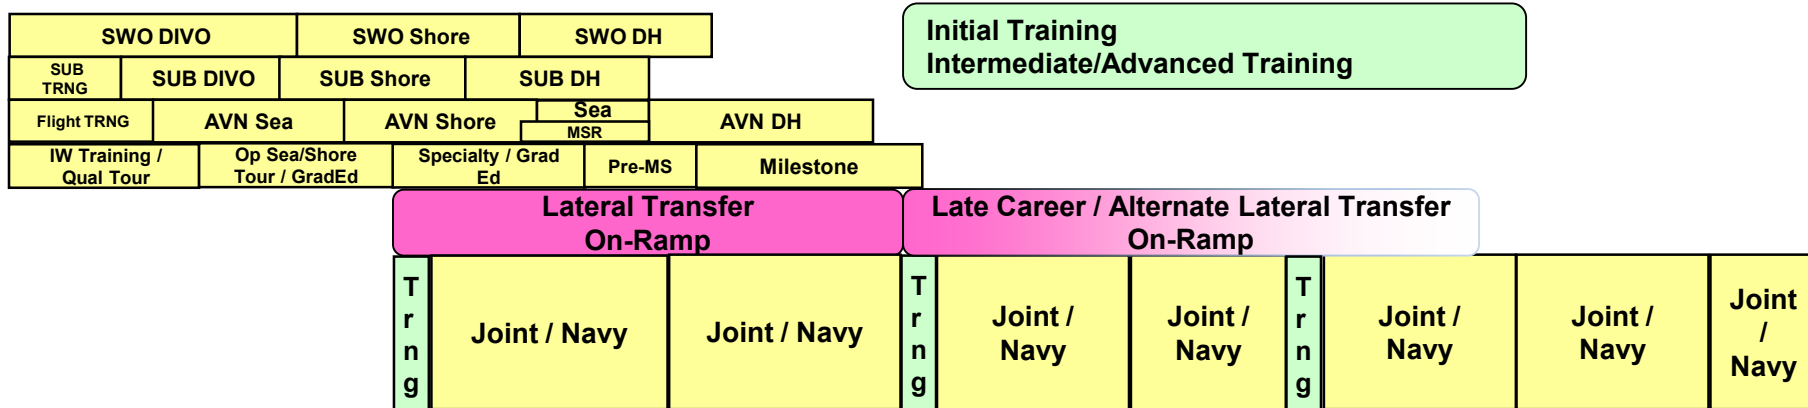 SWO DIVO
SWO Shore
SWO DH
Initial Training
Intermediate/Advanced Training
SUB
TRNG
SUB DIVO
SUB Shore
SUB DH
Flight TRNG
AVN Sea
AVN Shore
Sea
MSR
AVN DH
IW Training /
Qual Tour
Op Sea/Shore
Tour / GradEd
Specialty / Grad
Ed
Pre-MS
Milestone
Lateral Transfer
On-Ramp
Late Career / Alternate Lateral Transfer
On-Ramp
T
r
n
g
Joint / Navy
Joint / Navy
T
r
n
g
Joint /
Navy
Joint /
Navy
T
r
n
g
Joint /
Navy
Joint /
Navy
Joint
/
Navy